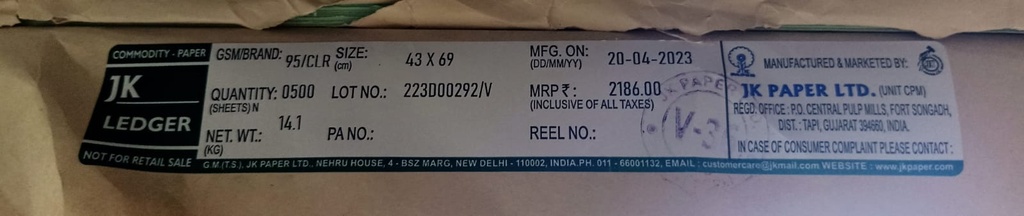 COMMODITY - PAPER
JK
LEDGER
NOT FOR RETAIL SALE
GSM/BRAND: 95/CLR SIZE: (cm) 43 X 69 MFG. ON: (DD/MM/YY) 20-04-2023
QUANTITY: 0500 (SHEETS) N LOT NO.: 223D00292/V MRP ₹: 2186.00 (INCLUSIVE OF ALL TAXES)
NET. WT.: (KG) 14.1 PA NO.: REEL NO.:
MANUFACTURED & MARKETED BY:
JK PAPER LTD. (UNIT CPM)
REGD. OFFICE : P.O. CENTRAL PULP MILLS, FORT SONGADH,
DIST.: TAPI, GUJARAT 394660, INDIA.
IN CASE OF CONSUMER COMPLAINT PLEASE CONTACT :
G.M.(T.S.), JK PAPER LTD., NEHRU HOUSE, 4 - BSZ MARG, NEW DELHI - 110002, INDIA.PH. 011 - 66001132, EMAIL : customercare@jkmail.com WEBSITE : www.jkpaper.com
JK PAPER